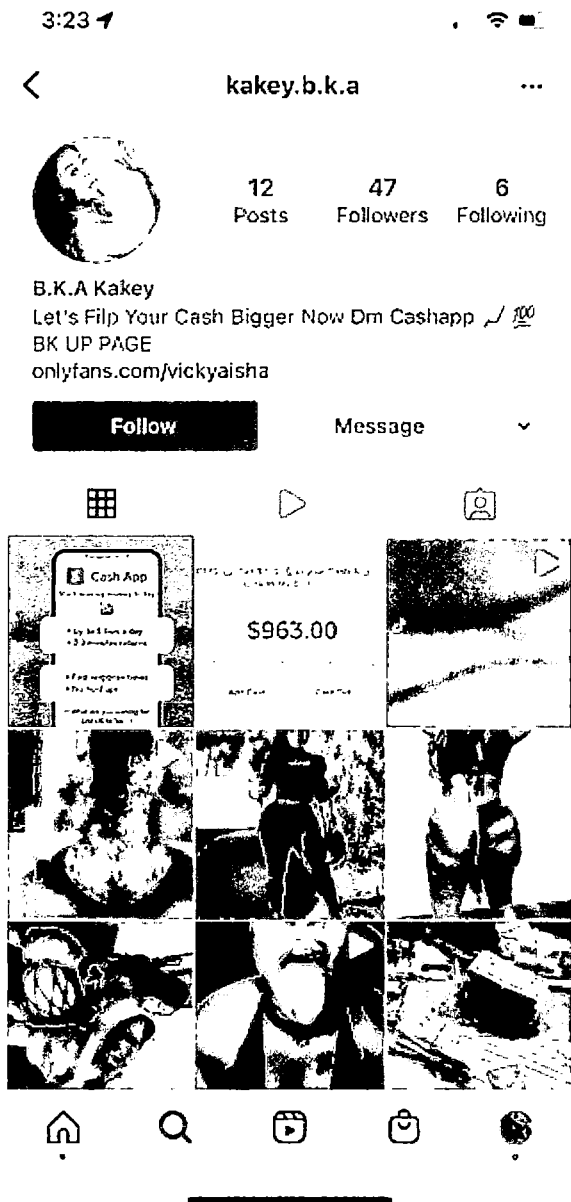 3:23
kakey.b.k.a
12
47
6
Posts
Followers
Following
B.K.A Kakey
Let's Filp Your Cash Bigger Now Dm Cashapp 💯
BK UP PAGE
onlyfans.com/vickyaisha
Follow
Message
Cash App
$963.00